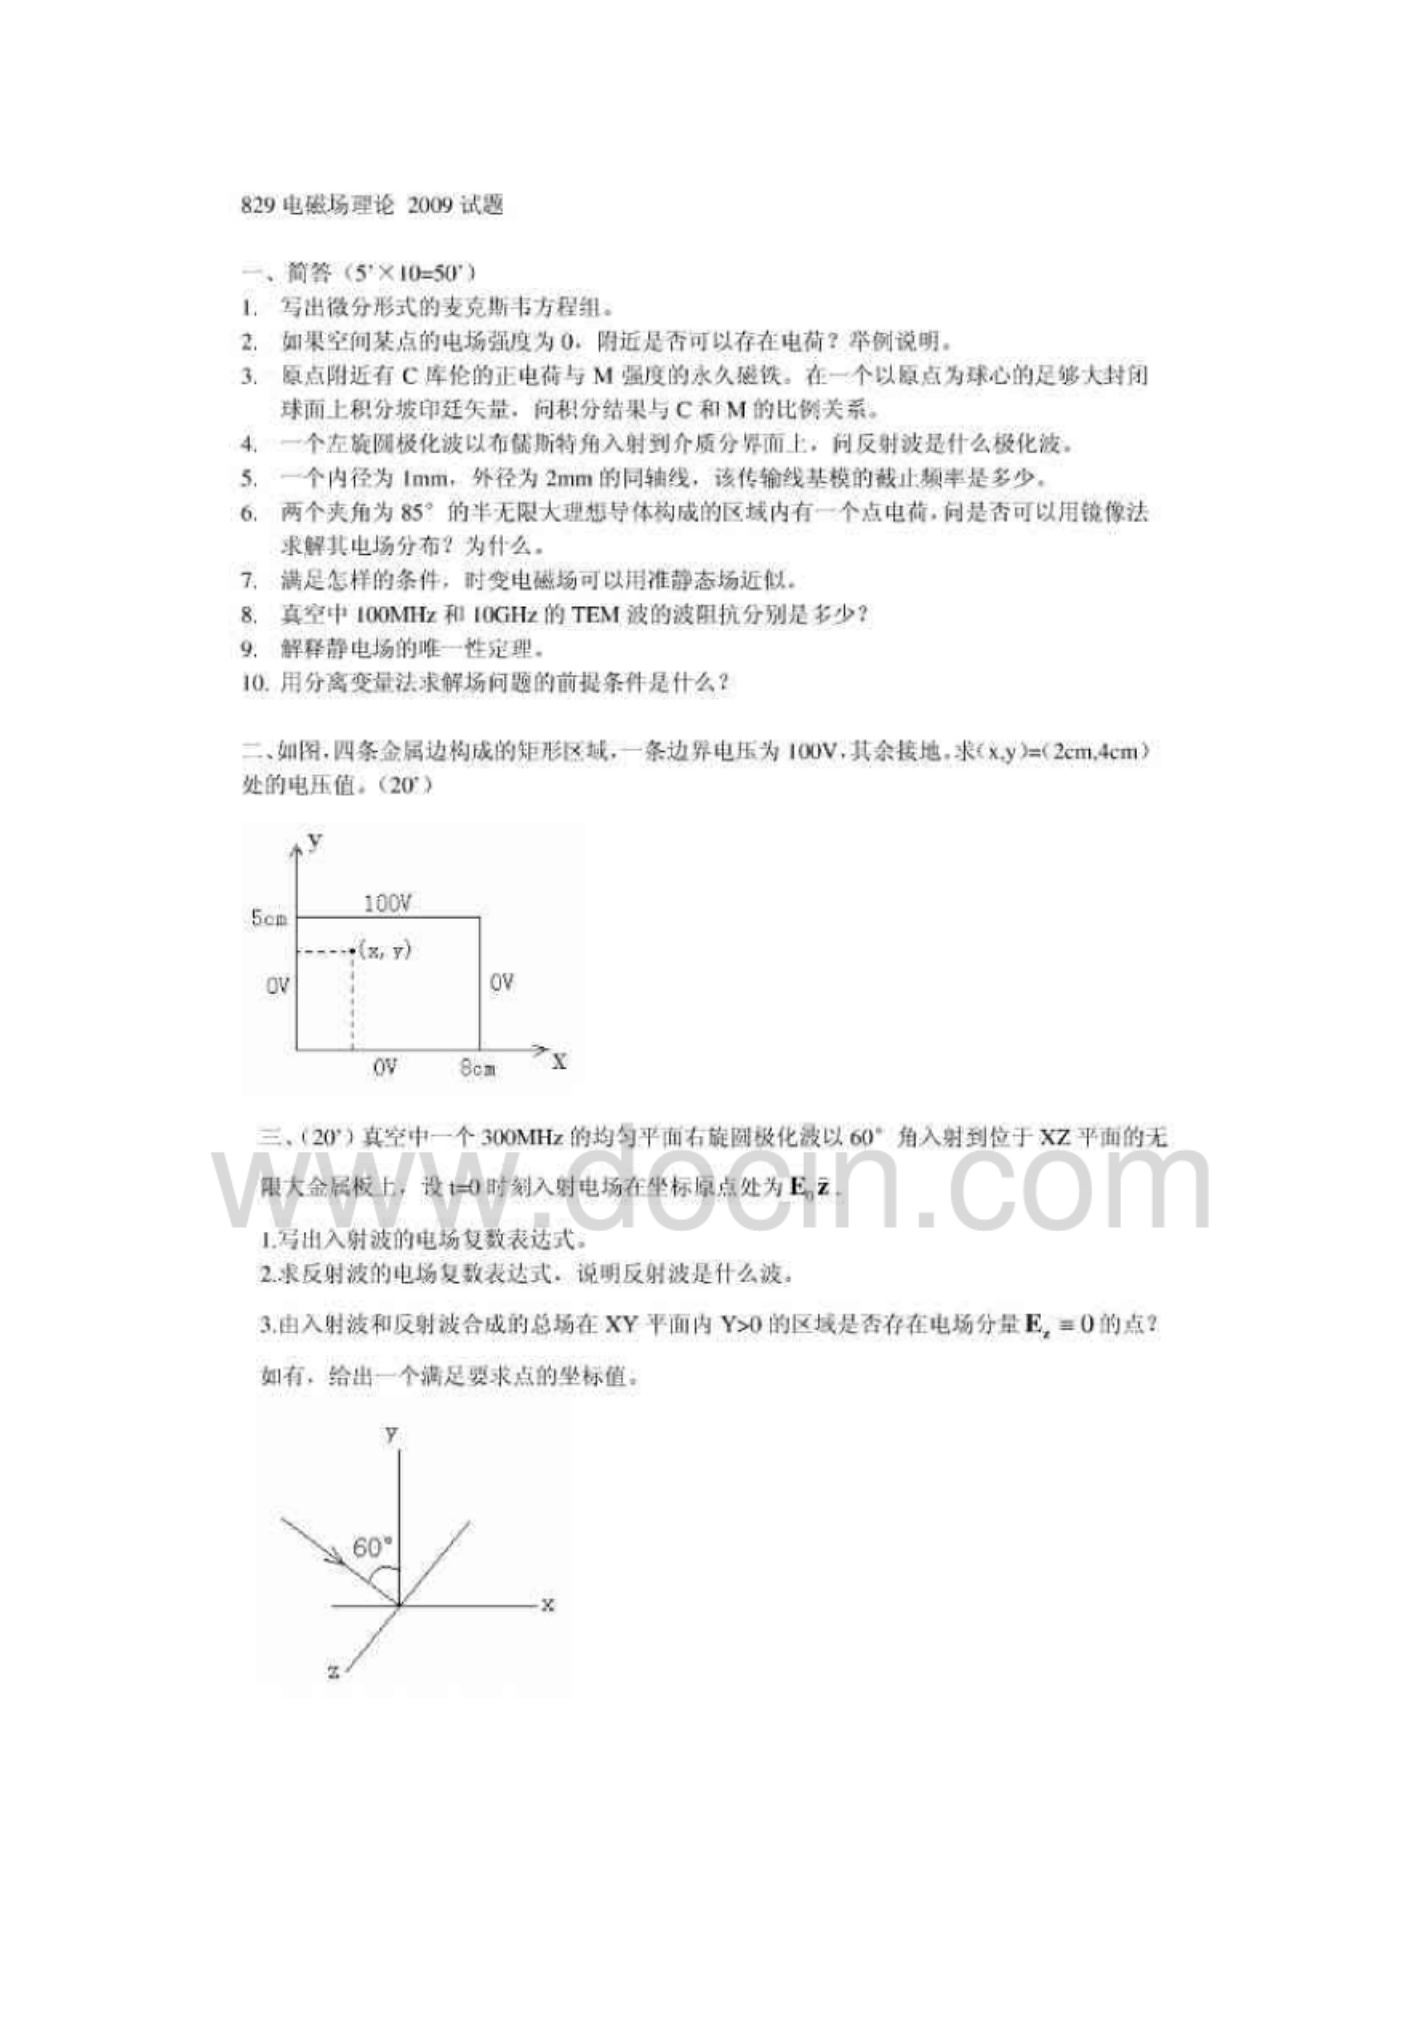 829 电磁场理论 2009 试题
一、简答（5'×10=50'）
1. 写出微分形式的麦克斯韦方程组。
2. 如果空间某点的电场强度为 0，附近是否可以存在电荷？举例说明。
3. 原点附近有 C 库伦的正电荷与 M 强度的永久磁铁。在一个以原点为球心的足够大封闭
球面上积分坡印廷矢量，问积分结果与 C 和 M 的比例关系。
4. 一个左旋圆极化波以布儒斯特角入射到介质分界面上，问反射波是什么极化波。
5. 一个内径为 1mm，外径为 2mm 的同轴线，该传输线基模的截止频率是多少。
6. 两个夹角为 85° 的半无限大理想导体构成的区域内有一个点电荷，问是否可以用镜像法
求解其电场分布？为什么。
7. 满足怎样的条件，时变电磁场可以用准静态场近似。
8. 真空中 100MHz 和 10GHz 的 TEM 波的波阻抗分别是多少？
9. 解释静电场的唯一性定理。
10. 用分离变量法求解场问题的前提条件是什么？
二、如图，四条金属边构成的矩形区域，一条边界电压为 100V，其余接地。求（x,y）=（2cm,4cm）
处的电压值。（20'）
y
100V
5cm
(x, y)
0V
0V
0V
8cm
X
三、（20'）真空中一个 300MHz 的均匀平面右旋圆极化波以 60° 角入射到位于 XZ 平面的无
www.docin.com
限大金属板上，设 t=0 时刻入射电场在坐标原点处为 E₀z̄.
1.写出入射波的电场复数表达式。
2.求反射波的电场复数表达式，说明反射波是什么波。
3.由入射波和反射波合成的总场在 XY 平面内 Y>0 的区域是否存在电场分量 E_z ≡ 0 的点？
如有，给出一个满足要求点的坐标值。
y
60°
x
z